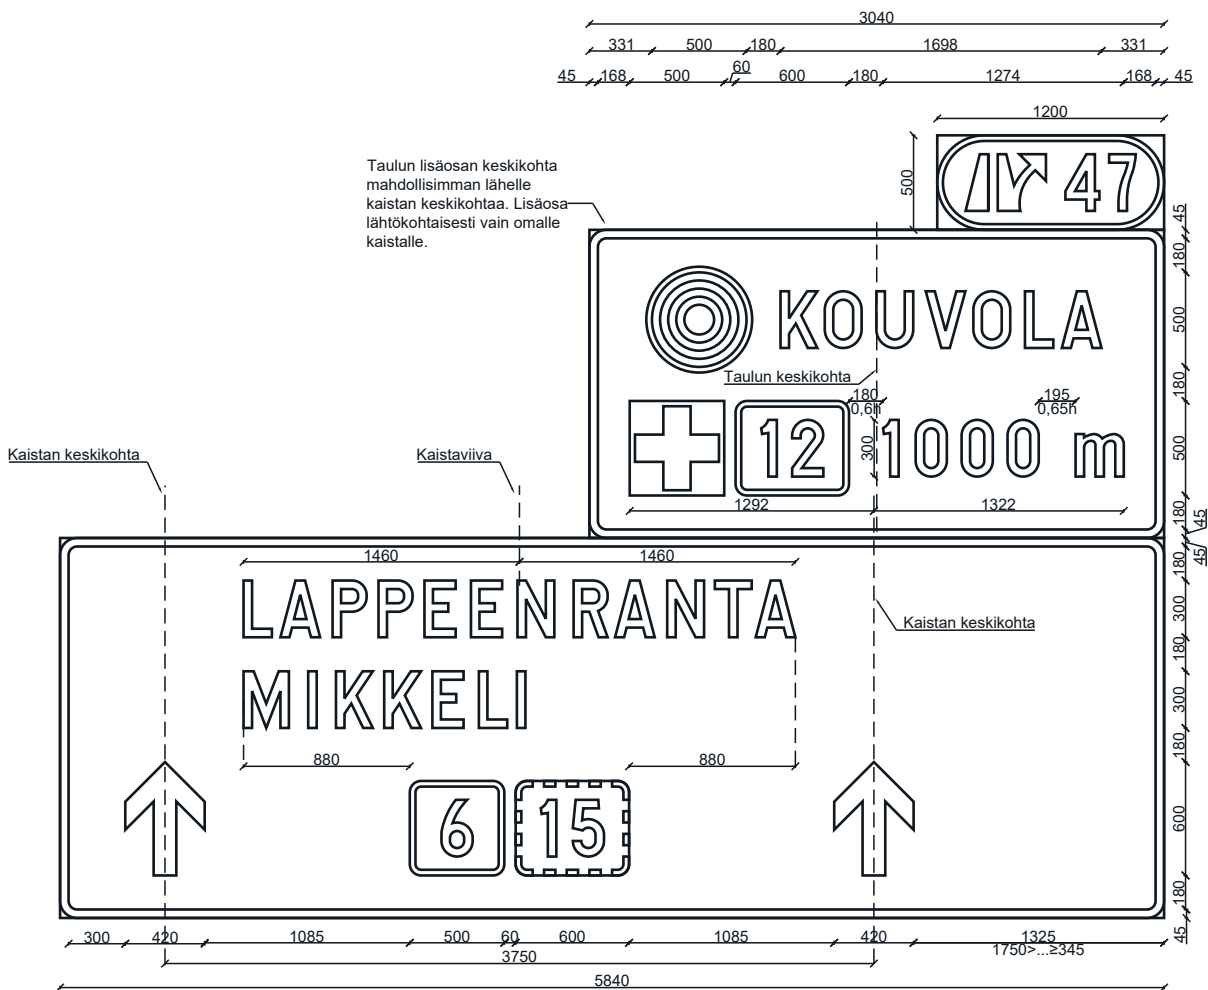 3040
331 500 180 1698 331
60
45 168 500 600 180 1274 168 45
1200
Taulun lisäosan keskikohta
mahdollisimman lähelle
kaistan keskikohtaa. Lisäosa
lähtökohtaisesti vain omalle
kaistalle.
500
47
45
180
500
180
500
180
45
KOUVOLA
Taulun keskikohta
180
0,6h
195
0,65h
300
12 1000 m
1292 1322
Kaistan keskikohta
Kaistaviiva
1460 1460
LAPPEENRANTA
Kaistan keskikohta
MIKKELI
880 880
6 15
45
180
300
180
300
180
600
180
45
300 420 1085 500 60 600 1085 420 1325
1750>...≥345
3750
5840